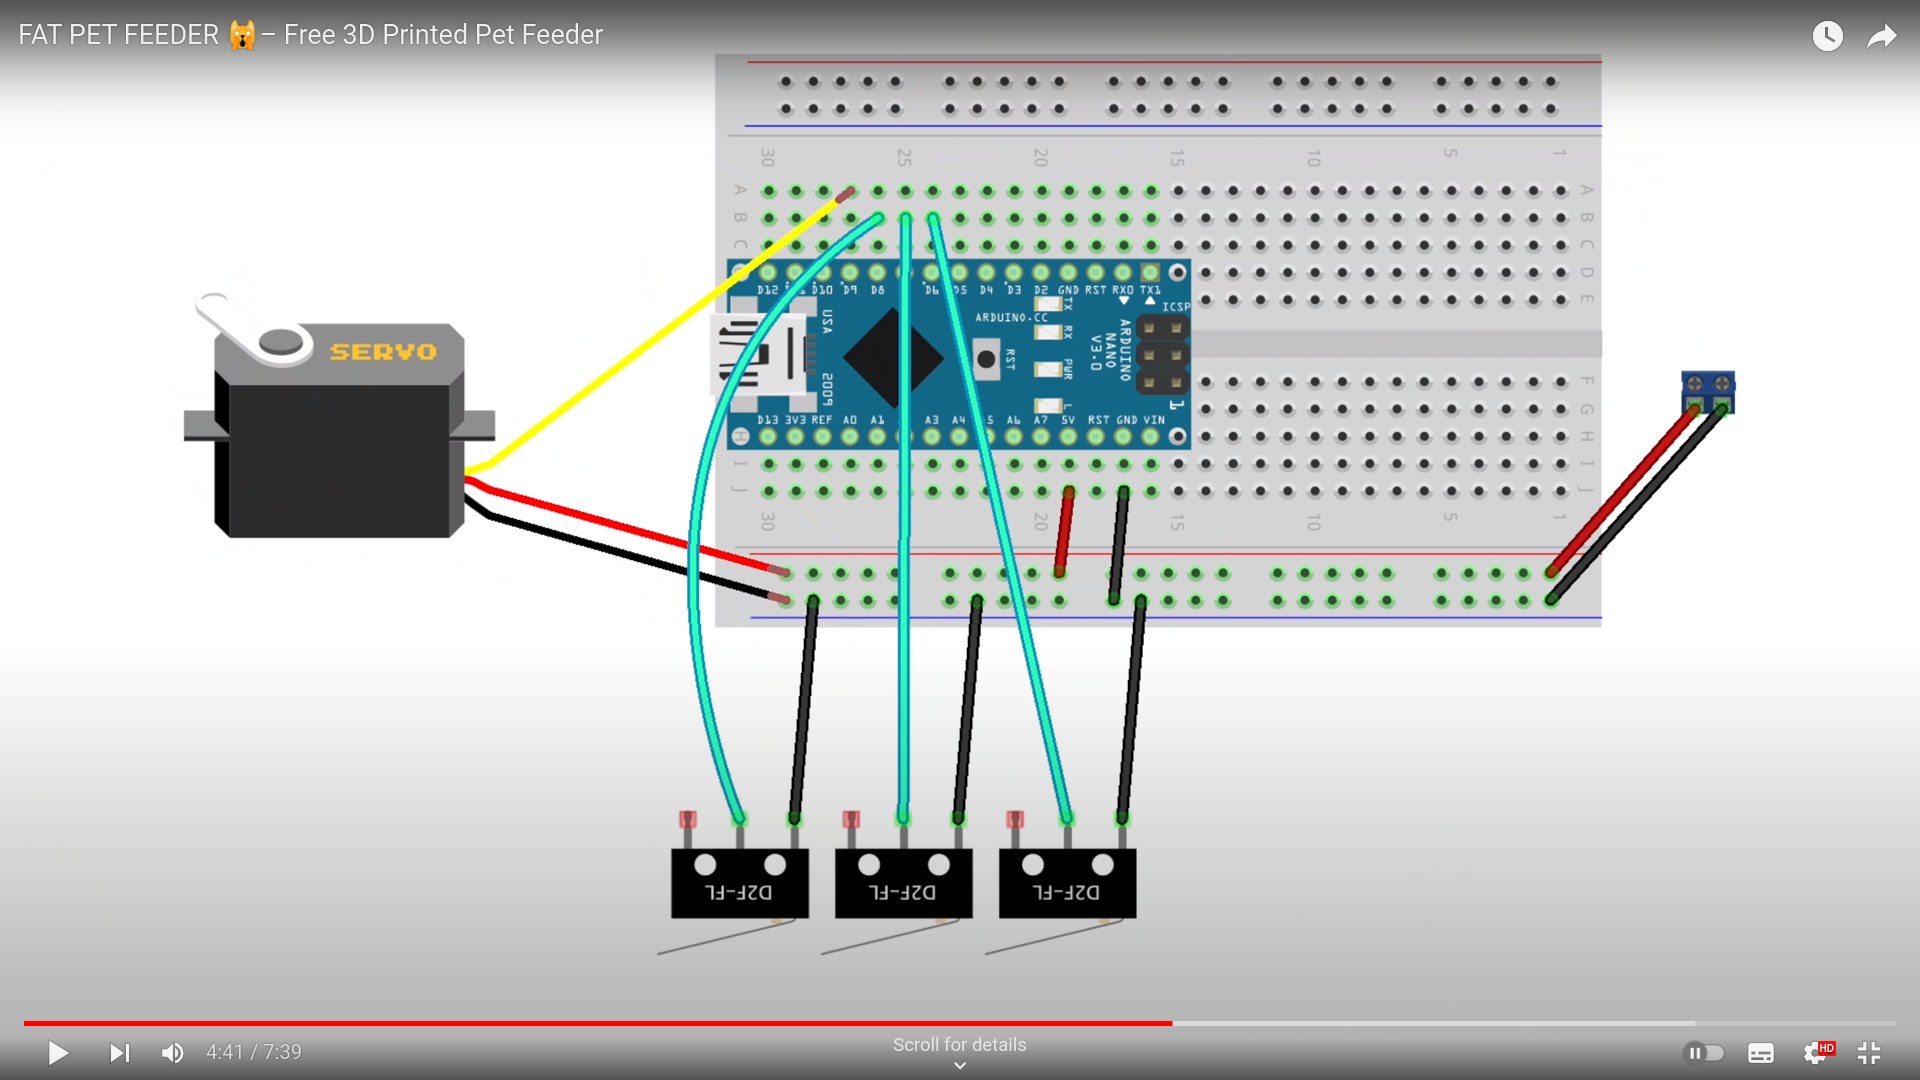 FAT PET FEEDER 🙀– Free 3D Printed Pet Feeder
30 25 20 15 10 5 1
A A
B B
C C
D
E
D12 D10 D9 D8 D6 D5 D4 D3 D2 GND RST RX0 TX1
ICSP
TX
ARDUINO.CC
USA
RX
ARDUINO
NANO
V3.0
SERVO
RST
PWR
F
2009
L
1
G
D13 3V3 REF A0 A1 A3 A4 5 A6 A7 5V RST GND VIN
H H
I I
J J
30 20 15 10 5 1
D2F-FL D2F-FL D2F-FL
4:41 / 7:39
Scroll for details
HD